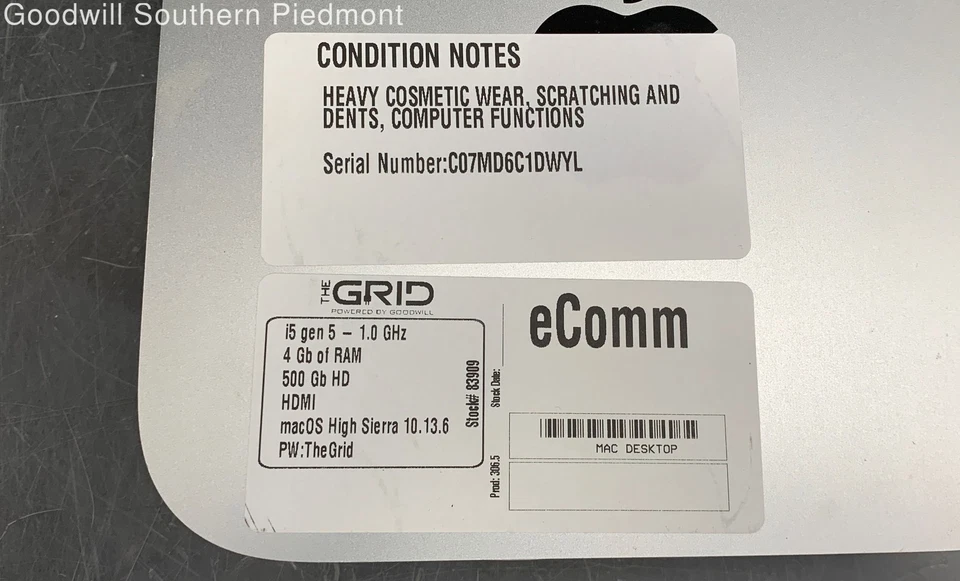 Goodwill Southern Piedmont
CONDITION NOTES
HEAVY COSMETIC WEAR, SCRATCHING AND
DENTS, COMPUTER FUNCTIONS
Serial Number:C07MD6C1DWYL
THE GRID
POWERED BY GOODWILL
i5 gen 5 – 1.0 GHz
4 Gb of RAM
500 Gb HD
HDMI
macOS High Sierra 10.13.6
PW:TheGrid
Stock# 83909
Stock Date:
Prod: 306.5
eComm
MAC DESKTOP